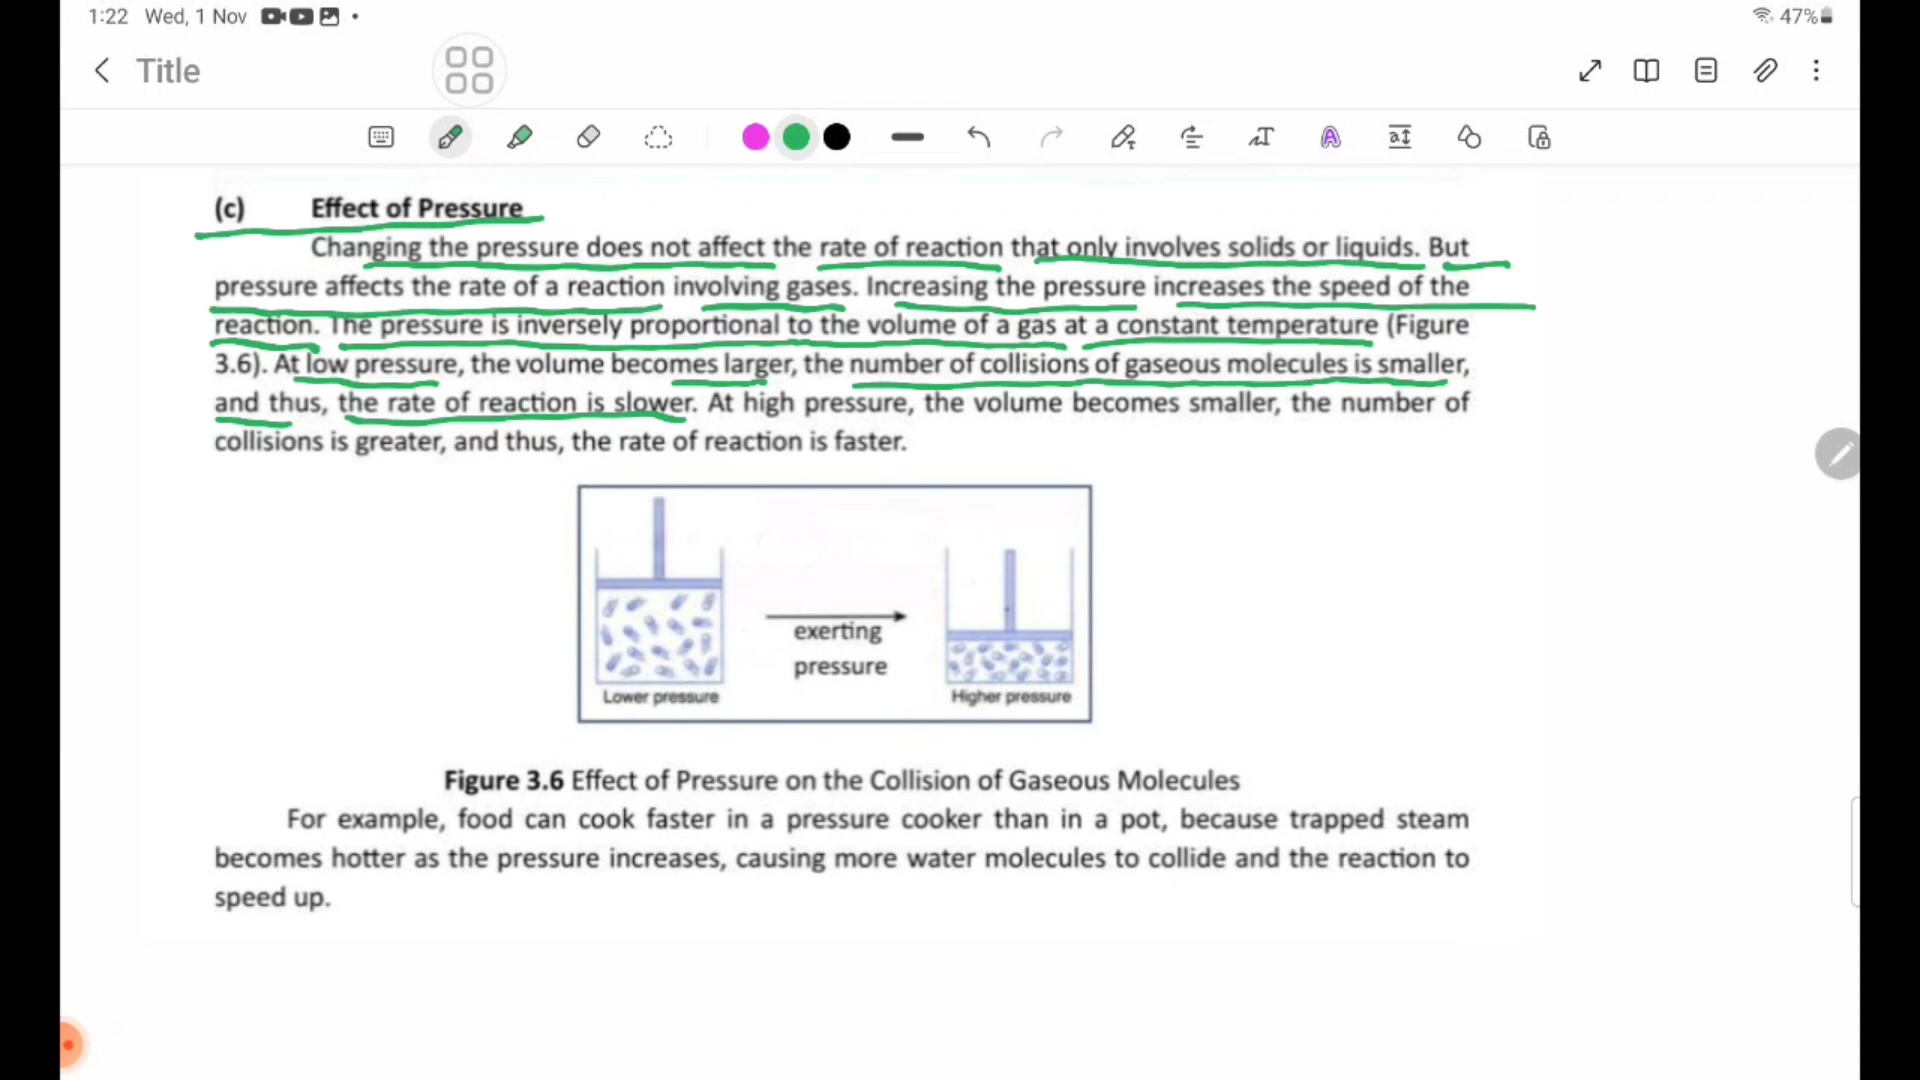 1:22 Wed, 1 Nov
47%
Title
(c) Effect of Pressure
Changing the pressure does not affect the rate of reaction that only involves solids or liquids. But
pressure affects the rate of a reaction involving gases. Increasing the pressure increases the speed of the
reaction. The pressure is inversely proportional to the volume of a gas at a constant temperature (Figure
3.6). At low pressure, the volume becomes larger, the number of collisions of gaseous molecules is smaller,
and thus, the rate of reaction is slower. At high pressure, the volume becomes smaller, the number of
collisions is greater, and thus, the rate of reaction is faster.
exerting
pressure
Lower pressure
Higher pressure
Figure 3.6 Effect of Pressure on the Collision of Gaseous Molecules
For example, food can cook faster in a pressure cooker than in a pot, because trapped steam
becomes hotter as the pressure increases, causing more water molecules to collide and the reaction to
speed up.